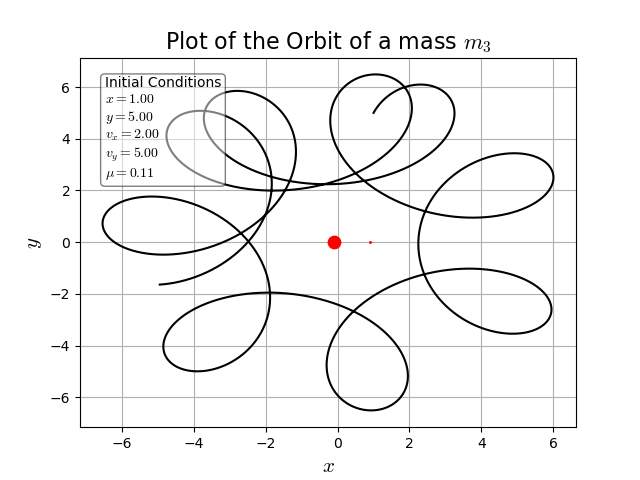 Plot of the Orbit of a mass m₃
Initial Conditions
x = 1.00
y = 5.00
vₓ = 2.00
v_y = 5.00
μ = 0.11
6
4
2
0
−2
−4
−6
y
−6 −4 −2 0 2 4 6
x